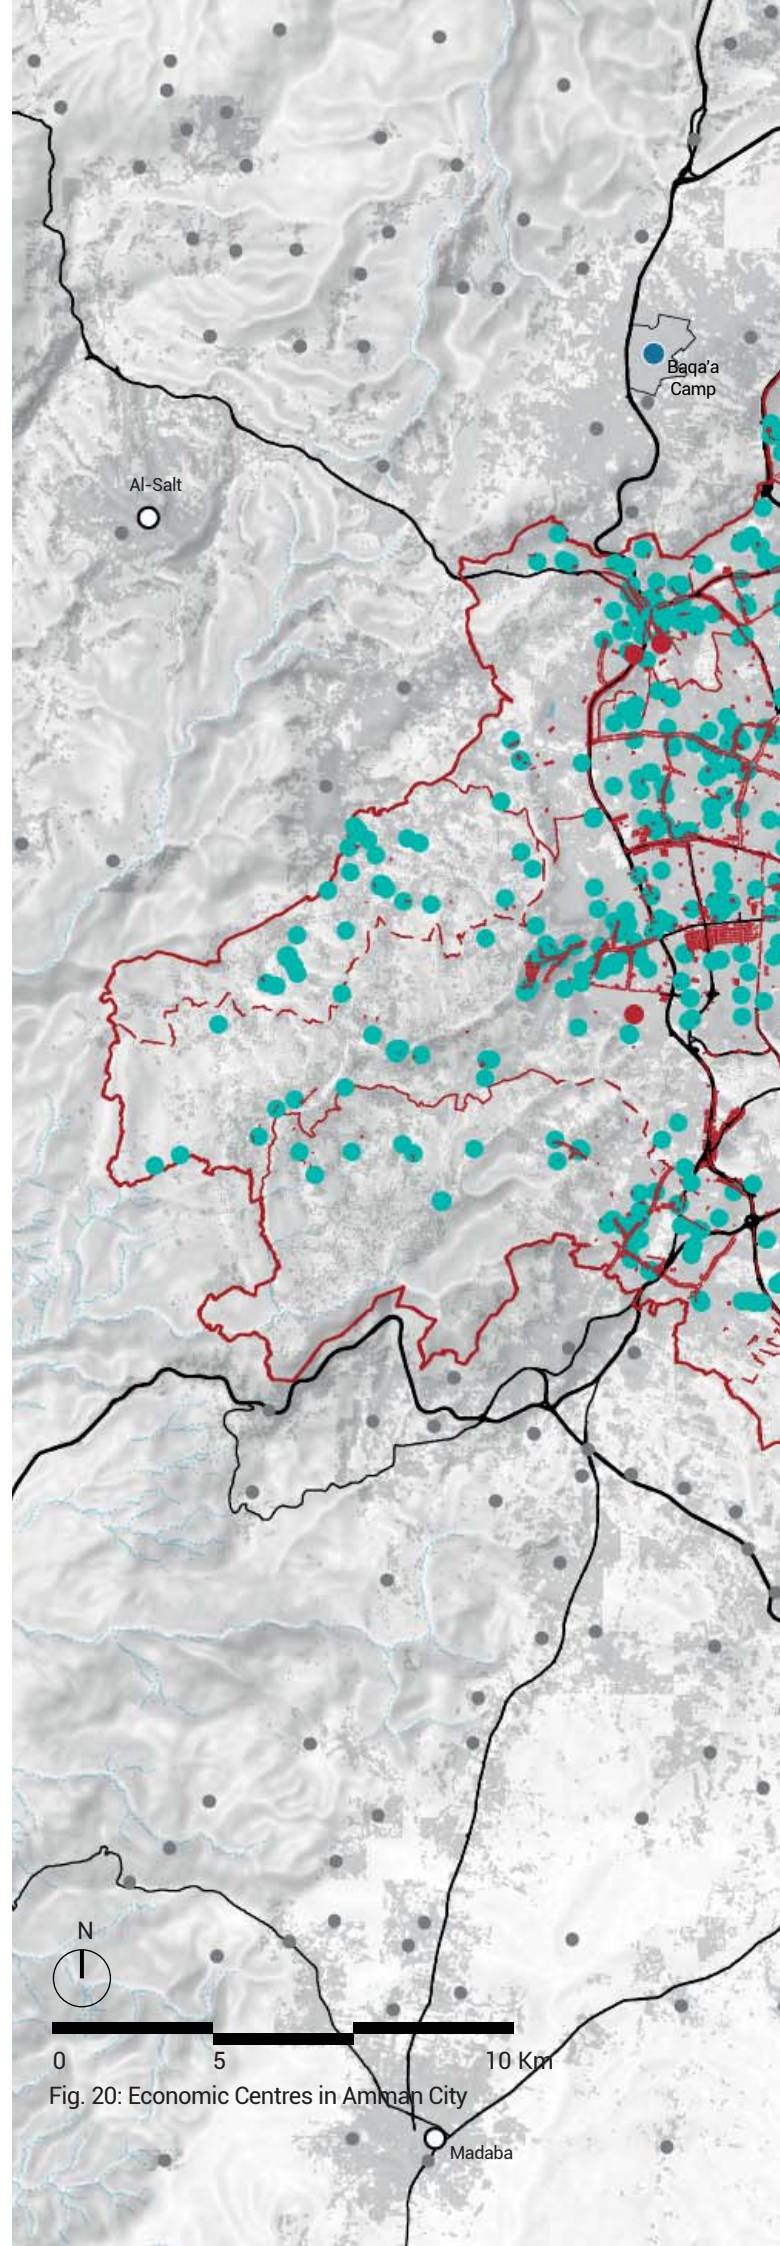 Baqa'a
Camp
Al-Salt
N
0 5 10 Km
Fig. 20: Economic Centres in Amman City
Madaba